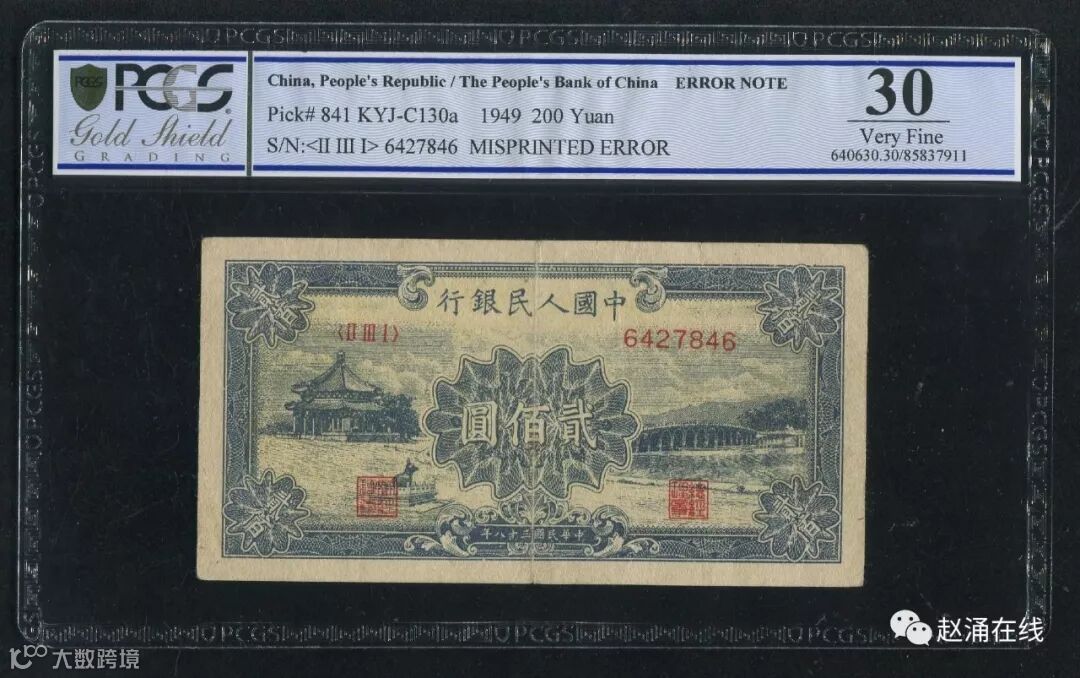 PCGS
Gold Shield
GRADING
China, People's Republic / The People's Bank of China ERROR NOTE
Pick# 841 KYJ-C130a 1949 200 Yuan
S/N:<II III I> 6427846 MISPRINTED ERROR
30
Very Fine
640630.30/85837911
行銀民人國中
〈II III I〉
6427846
圓佰貳
年八十三國民華中
赵涌在线
大数跨境